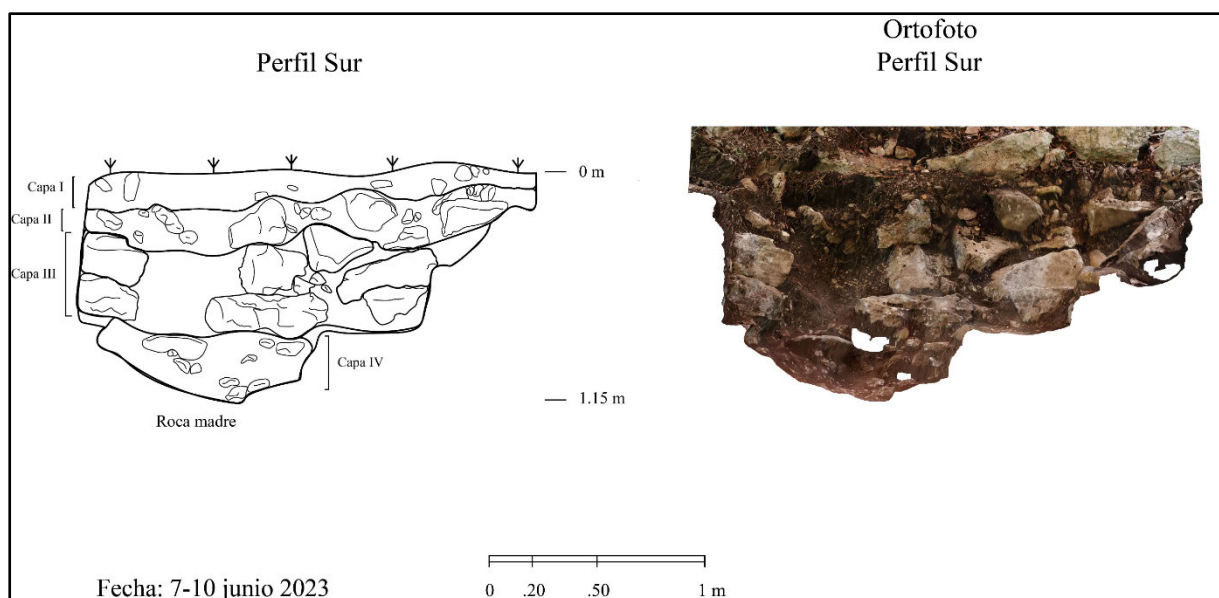 Perfil Sur
Ortofoto
Perfil Sur
0 m
Capa I
Capa II
Capa III
Capa IV
1.15 m
Roca madre
Fecha: 7-10 junio 2023
0 .20 .50 1 m